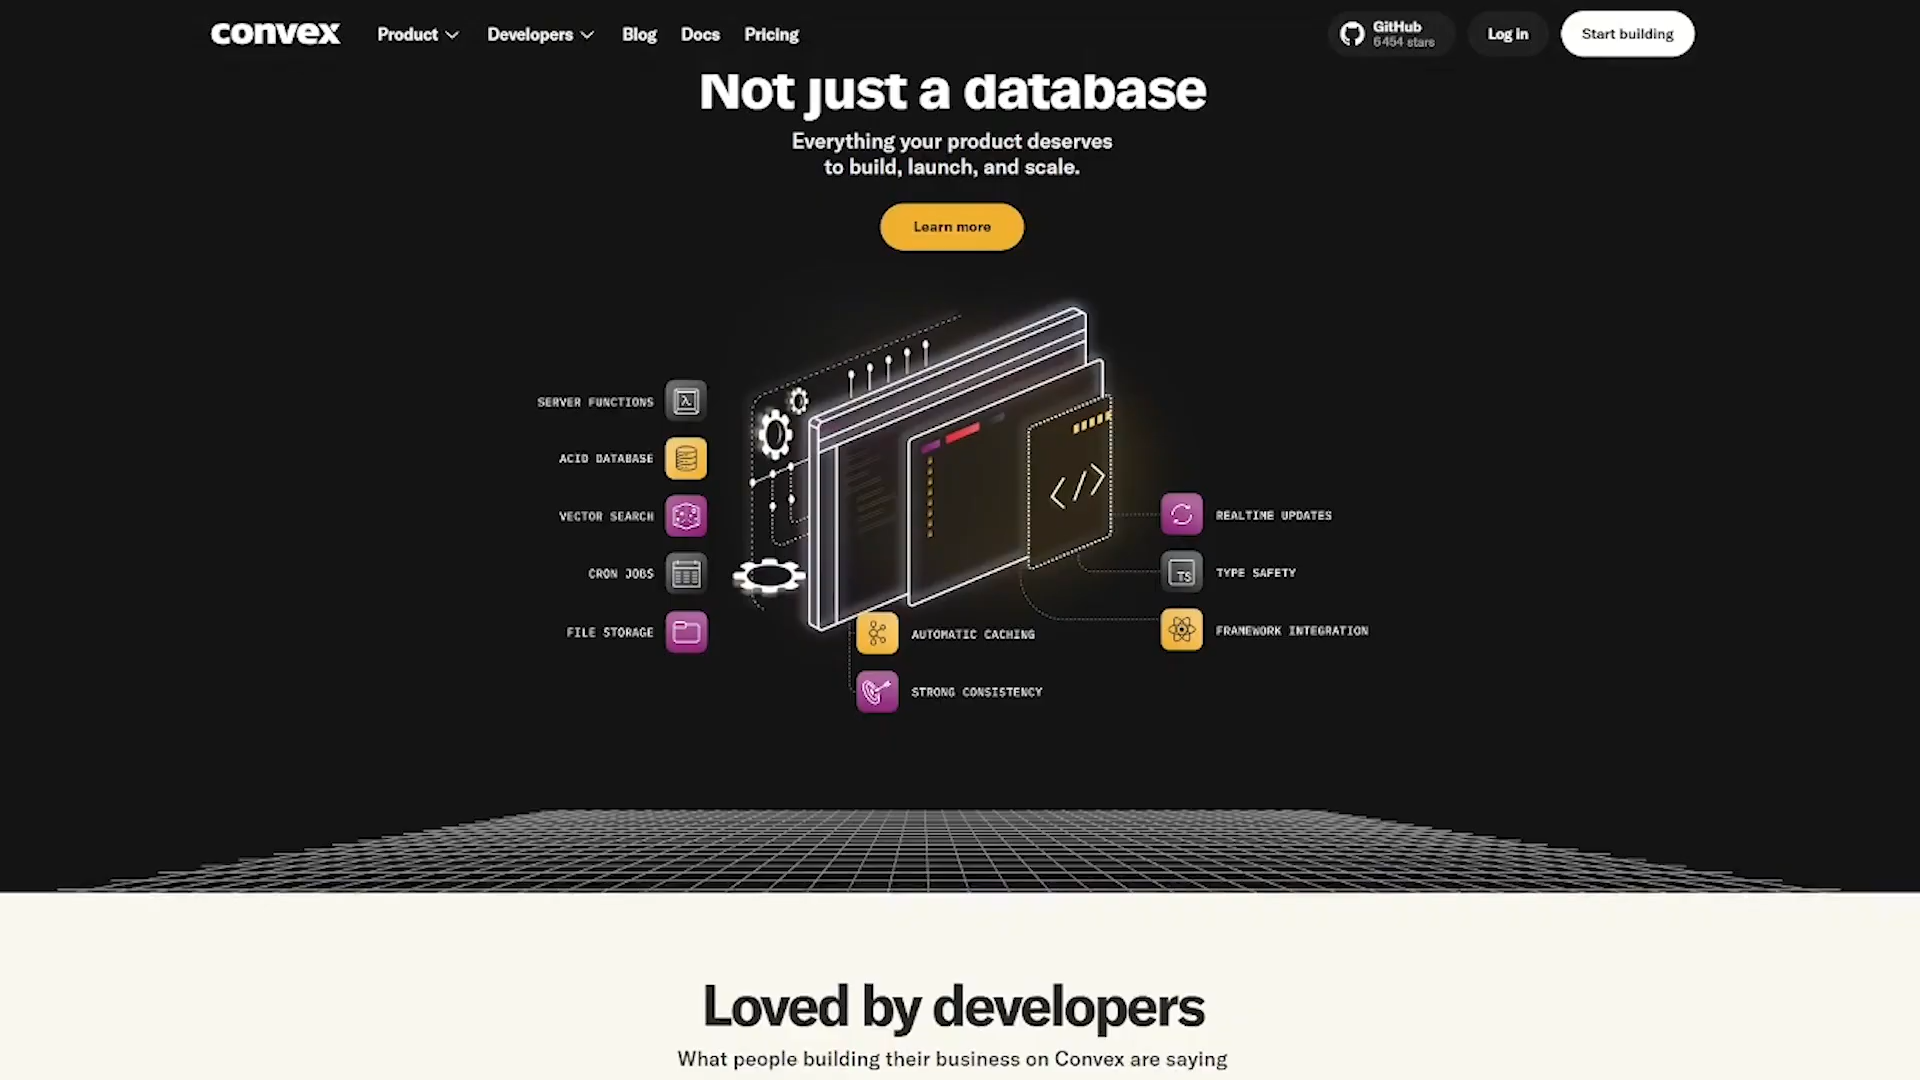 convex
Product
Developers
Blog
Docs
Pricing
GitHub
6454 stars
Log in
Start building
Not just a database
Everything your product deserves
to build, launch, and scale.
Learn more
SERVER FUNCTIONS
λ
ACID DATABASE
VECTOR SEARCH
CRON JOBS
FILE STORAGE
</>
AUTOMATIC CACHING
STRONG CONSISTENCY
REALTIME UPDATES
TS
TYPE SAFETY
FRAMEWORK INTEGRATION
Loved by developers
What people building their business on Convex are saying